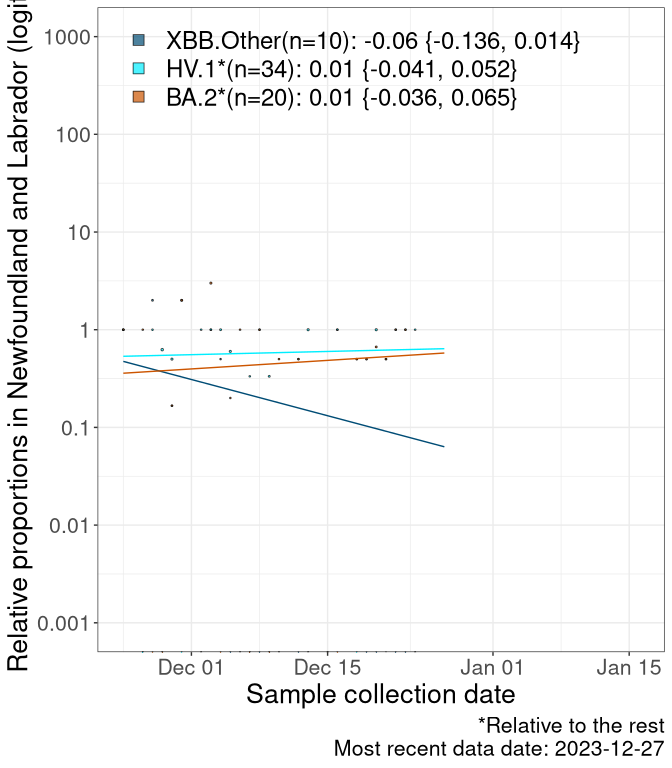 Relative proportions in Newfoundland and Labrador
XBB.Other(n=10): -0.06 {-0.136, 0.014}
HV.1*(n=34): 0.01 {-0.041, 0.052}
BA.2*(n=20): 0.01 {-0.036, 0.065}
1000
100
10
1
0.1
0.01
0.001
Dec 01 Dec 15 Jan 01 Jan 15
Sample collection date
*Relative to the rest
Most recent data date: 2023-12-27